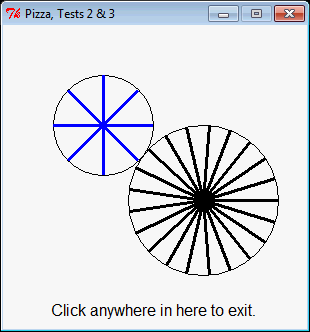 Pizza, Tests 2 & 3
Click anywhere in here to exit.